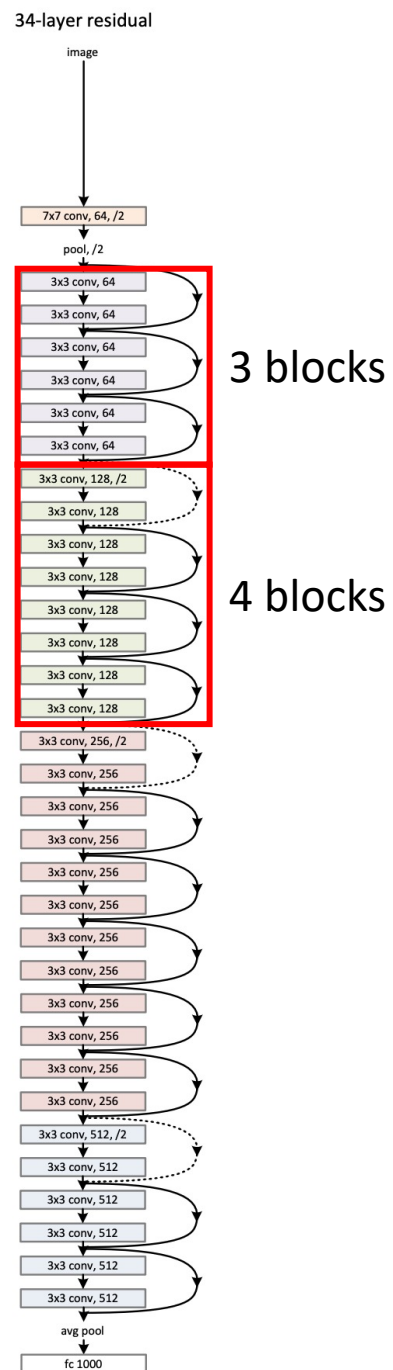 34-layer residual
image
7x7 conv, 64, /2
pool, /2
3x3 conv, 64
3x3 conv, 64
3x3 conv, 64
3x3 conv, 64
3x3 conv, 64
3x3 conv, 64
3 blocks
3x3 conv, 128, /2
3x3 conv, 128
3x3 conv, 128
3x3 conv, 128
3x3 conv, 128
3x3 conv, 128
3x3 conv, 128
3x3 conv, 128
4 blocks
3x3 conv, 256, /2
3x3 conv, 256
3x3 conv, 256
3x3 conv, 256
3x3 conv, 256
3x3 conv, 256
3x3 conv, 256
3x3 conv, 256
3x3 conv, 256
3x3 conv, 256
3x3 conv, 256
3x3 conv, 256
3x3 conv, 512, /2
3x3 conv, 512
3x3 conv, 512
3x3 conv, 512
3x3 conv, 512
3x3 conv, 512
avg pool
fc 1000